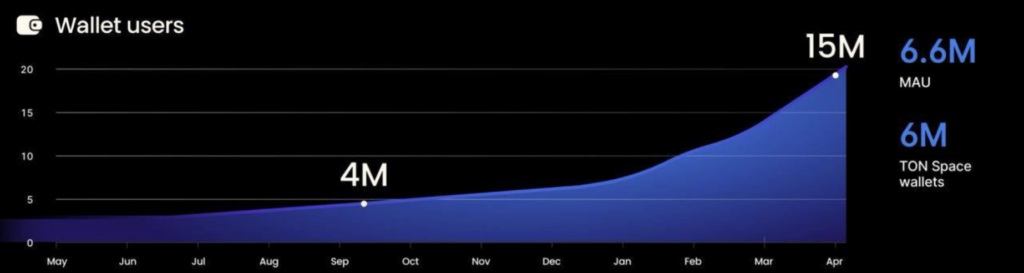 Wallet users
15M
6.6M
MAU
6M
TON Space
wallets
4M
20
15
10
5
0
May Jun Jul Aug Sep Oct Nov Dec Jan Feb Mar Apr